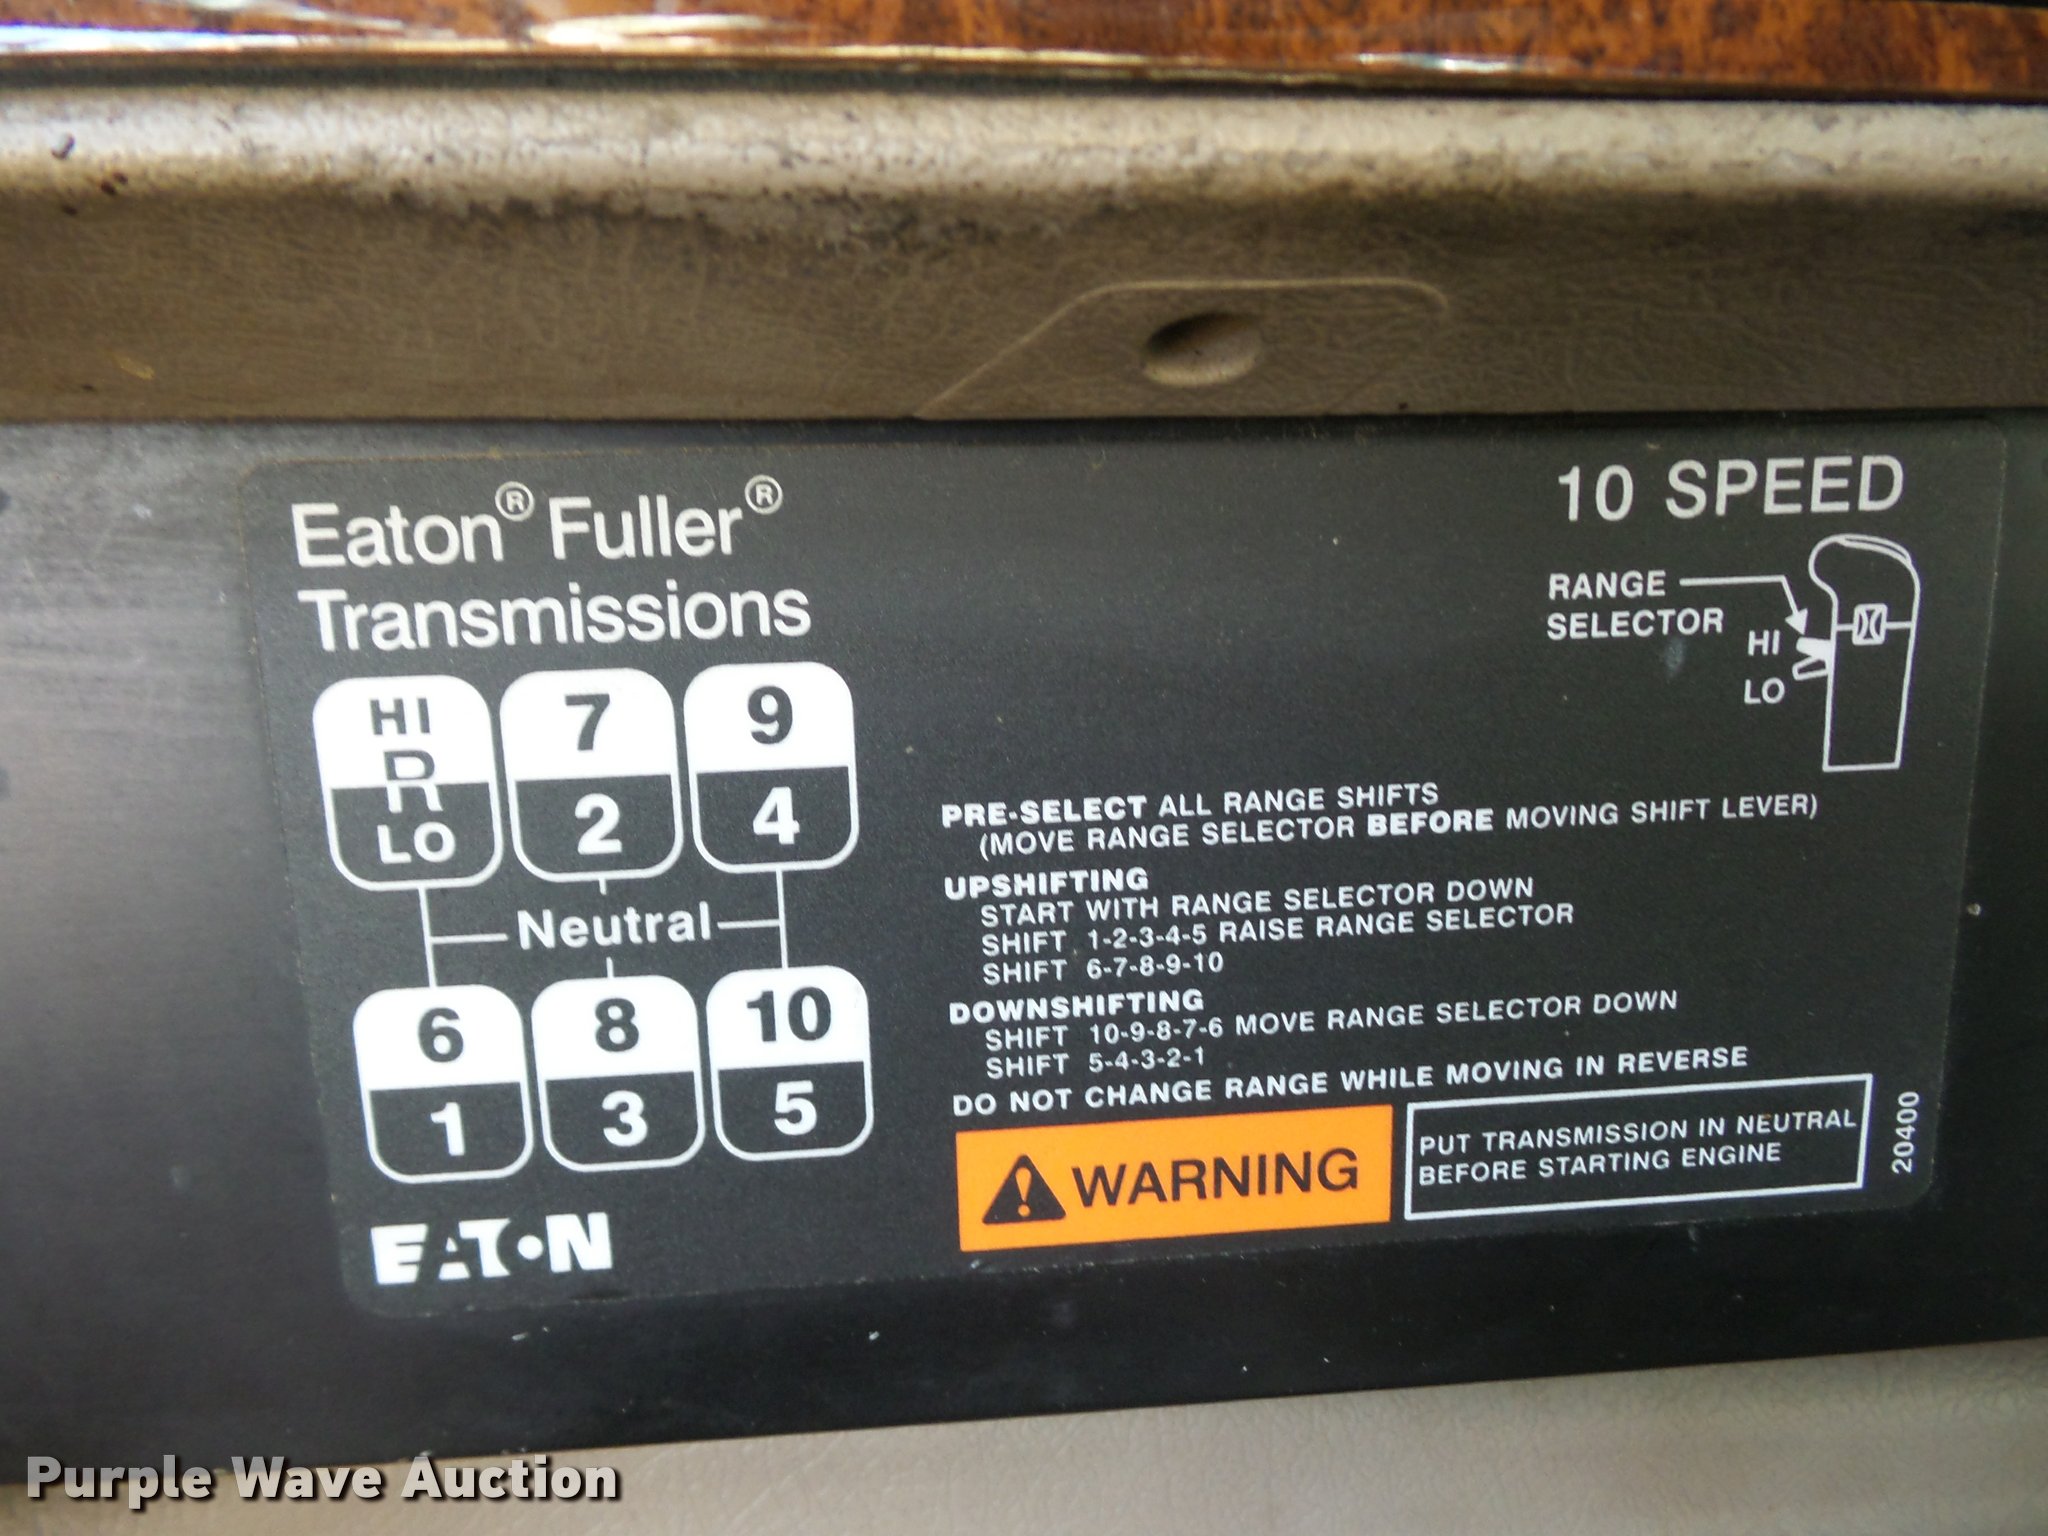 Eaton® Fuller®
Transmissions
HI
R
LO
7
2
9
4
Neutral
6
1
8
3
10
5
EATON
10 SPEED
RANGE
SELECTOR
HI
LO
PRE-SELECT ALL RANGE SHIFTS
(MOVE RANGE SELECTOR BEFORE MOVING SHIFT LEVER)
UPSHIFTING
START WITH RANGE SELECTOR DOWN
SHIFT 1-2-3-4-5 RAISE RANGE SELECTOR
SHIFT 6-7-8-9-10
DOWNSHIFTING
SHIFT 10-9-8-7-6 MOVE RANGE SELECTOR DOWN
SHIFT 5-4-3-2-1
DO NOT CHANGE RANGE WHILE MOVING IN REVERSE
WARNING
PUT TRANSMISSION IN NEUTRAL
BEFORE STARTING ENGINE
20400
Purple Wave Auction